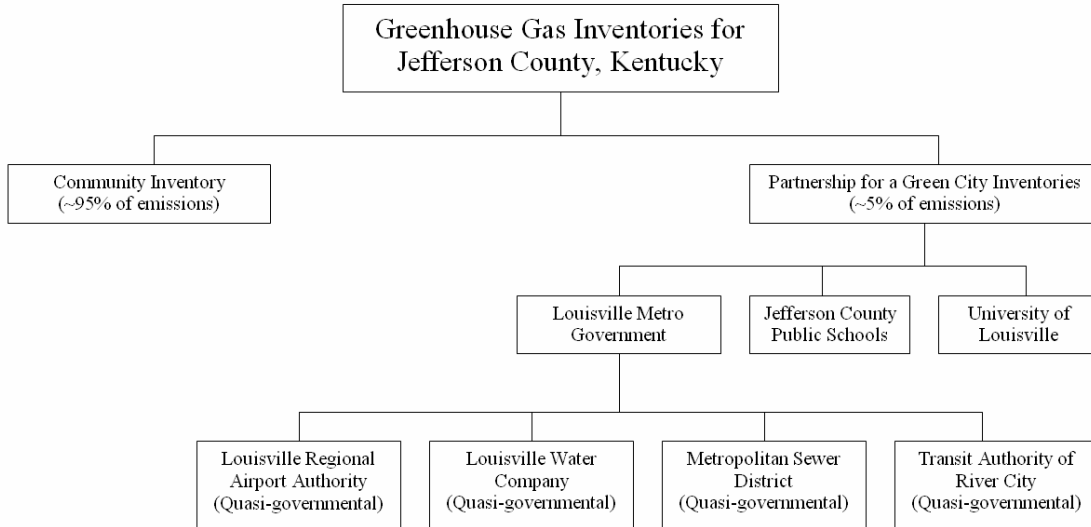 Greenhouse Gas Inventories for
Jefferson County, Kentucky
Community Inventory
(~95% of emissions)
Partnership for a Green City Inventories
(~5% of emissions)
Louisville Metro
Government
Jefferson County
Public Schools
University of
Louisville
Louisville Regional
Airport Authority
(Quasi-governmental)
Louisville Water
Company
(Quasi-governmental)
Metropolitan Sewer
District
(Quasi-governmental)
Transit Authority of
River City
(Quasi-governmental)